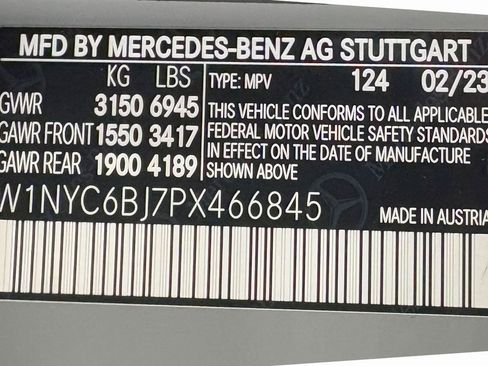 MFD BY MERCEDES-BENZ AG STUTTGART
KG LBS TYPE: MPV 124 02/23
GVWR 3150 6945 THIS VEHICLE CONFORMS TO ALL APPLICABLE
GAWR FRONT 1550 3417 FEDERAL MOTOR VEHICLE SAFETY STANDARDS
GAWR REAR 1900 4189 IN EFFECT ON THE DATE OF MANUFACTURE
SHOWN ABOVE
W1NYC6BJ7PX466845 MADE IN AUSTRIA